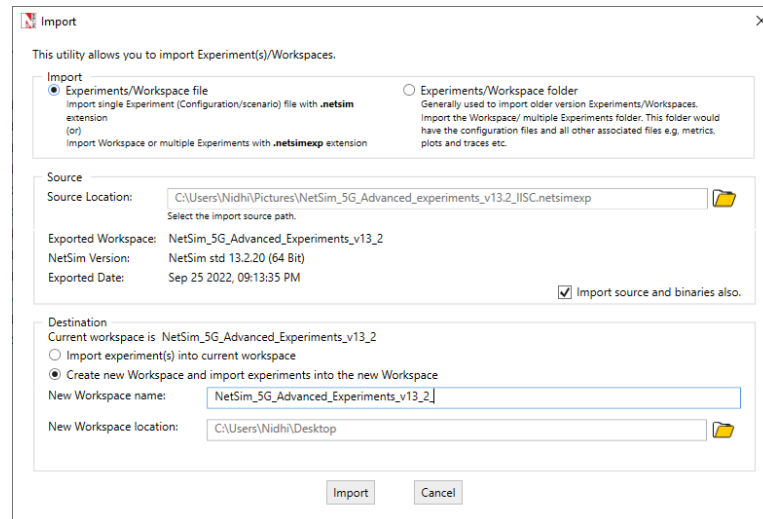 Import
This utility allows you to import Experiment(s)/Workspaces.
Import
Experiments/Workspace file
Import single Experiment (Configuration/scenario) file with .netsim
extension
(or)
Import Workspace or multiple Experiments with .netsimexp extension
Experiments/Workspace folder
Generally used to import older version Experiments/Workspaces.
Import the Workspace/ multiple Experiments folder. This folder would
have the configuration files and all other associated files e.g. metrics,
plots and traces etc.
Source
Source Location: C:\Users\Nidhi\Pictures\NetSim_5G_Advanced_experiments_v13.2_IISC.netsimexp
Select the import source path.
Exported Workspace: NetSim_5G_Advanced_Experiments_v13_2
NetSim Version: NetSim std 13.2.20 (64 Bit)
Exported Date: Sep 25 2022, 09:13:35 PM
Import source and binaries also.
Destination
Current workspace is NetSim_5G_Advanced_Experiments_v13_2
Import experiment(s) into current workspace
Create new Workspace and import experiments into the new Workspace
New Workspace name: NetSim_5G_Advanced_Experiments_v13_2_
New Workspace location: C:\Users\Nidhi\Desktop
Import Cancel